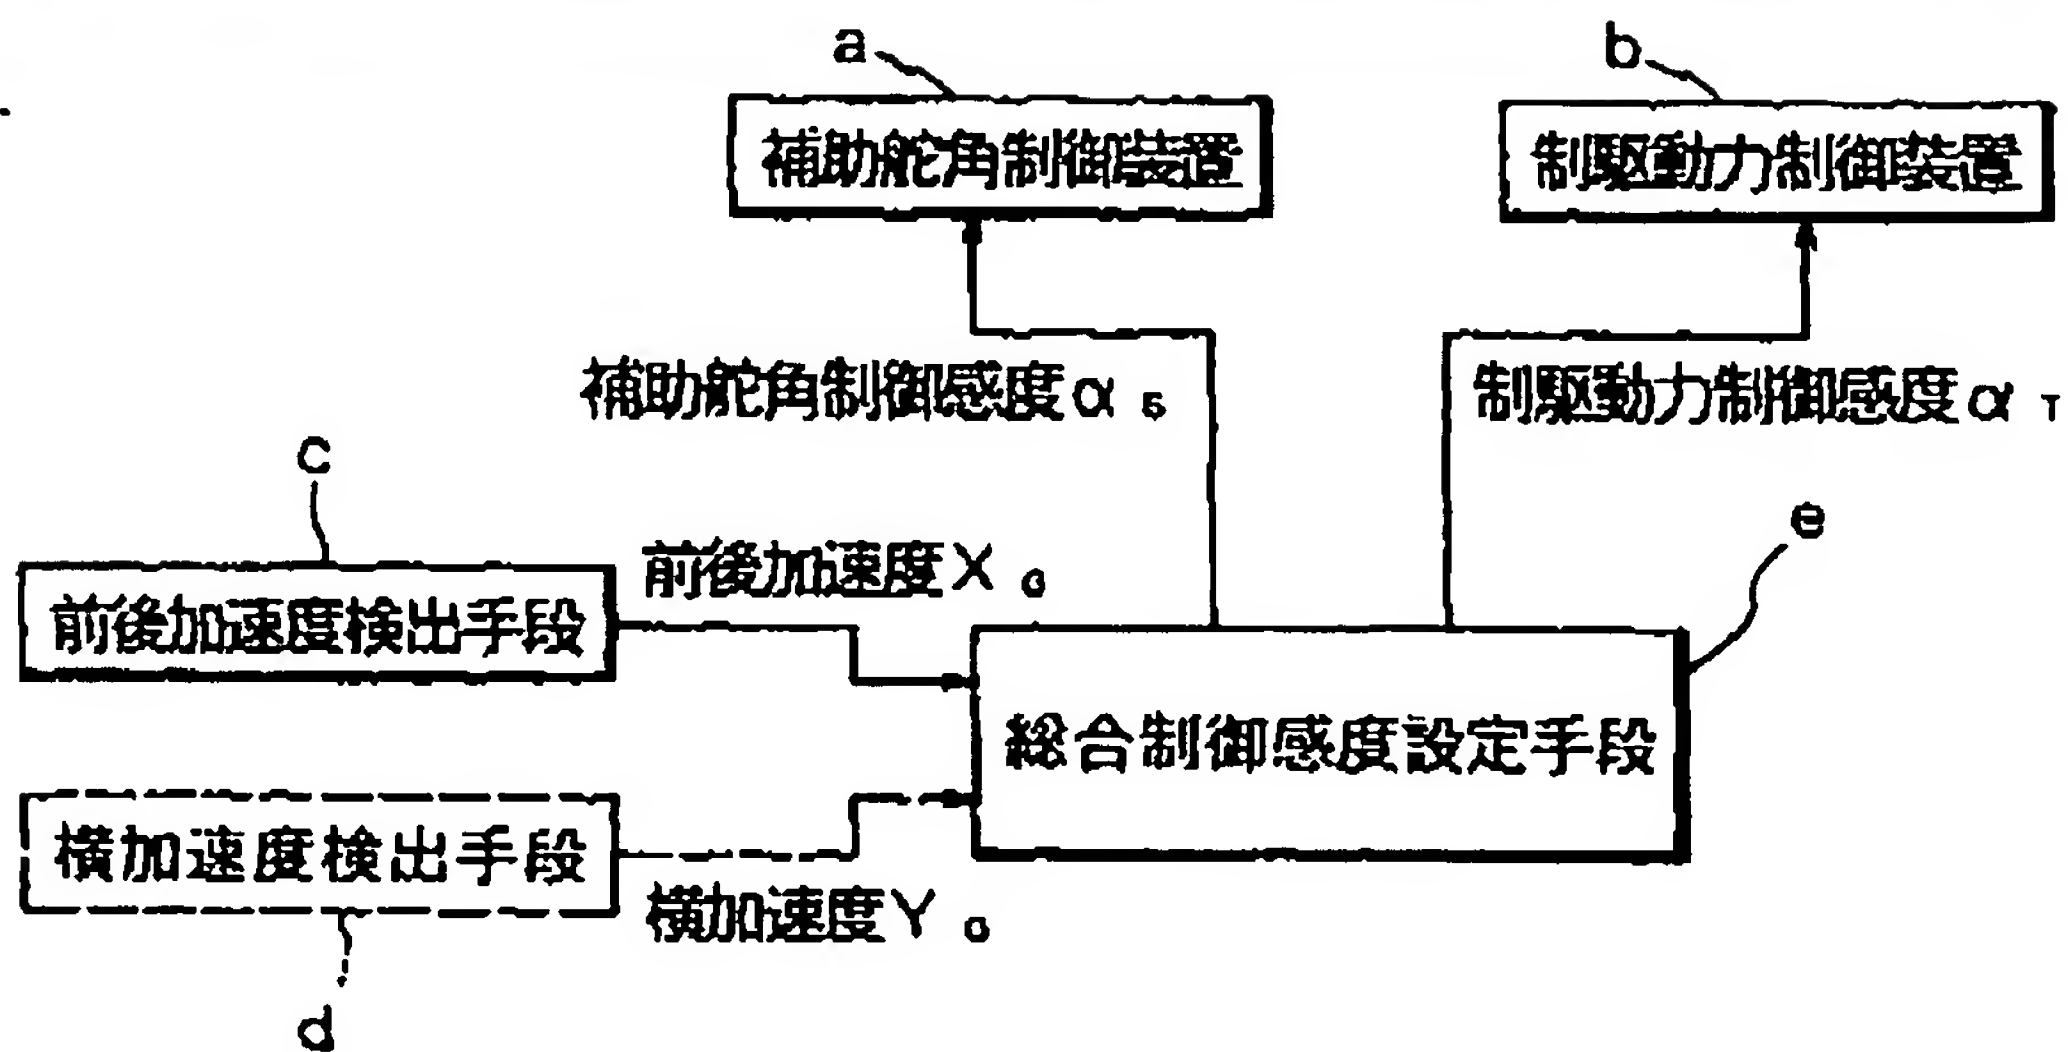 a
b
補助舵角制御装置
制駆動力制御装置
補助舵角制御感度α S
制駆動力制御感度α T
c
e
前後加速度X G
前後加速度検出手段
総合制御感度設定手段
横加速度検出手段
横加速度Y G
d